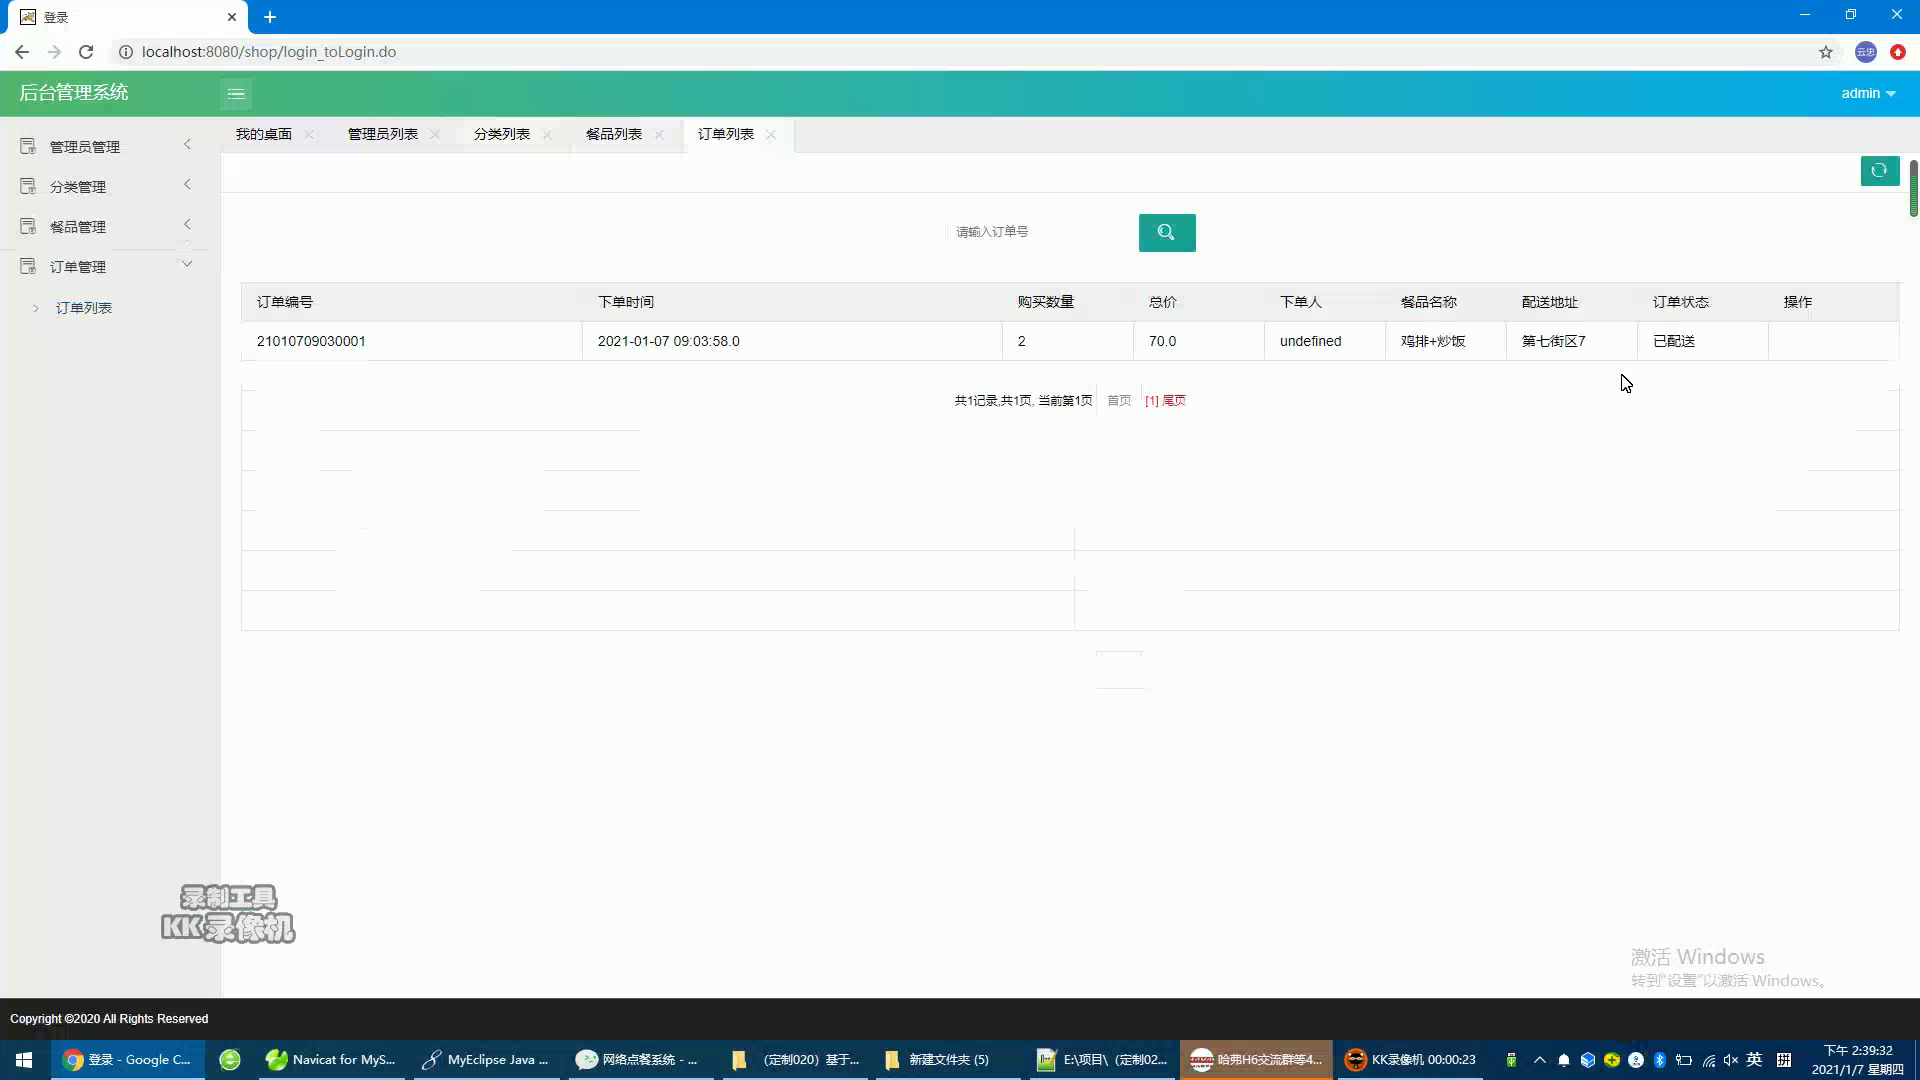 登录
localhost:8080/shop/login_toLogin.do
云忠
后台管理系统
admin
我的桌面
管理员列表
分类列表
餐品列表
订单列表
管理员管理
分类管理
餐品管理
订单管理
订单列表
请输入订单号
订单编号 下单时间 购买数量 总价 下单人 餐品名称 配送地址 订单状态 操作
21010709030001 2021-01-07 09:03:58.0 2 70.0 undefined 鸡排+炒饭 第七街区7 已配送
共1记录,共1页, 当前第1页 首页 [1] 尾页
录制工具
KK录像机
激活 Windows
转到"设置"以激活 Windows。
Copyright ©2020 All Rights Reserved
登录 - Google C...
Navicat for MyS...
MyEclipse Java ...
网络点餐系统 - ...
（定制020）基于...
新建文件夹 (5)
E:\项目\（定制02...
哈弗H6交流群等4...
KK录像机 00:00:23
英
下午 2:39:32
2021/1/7 星期四